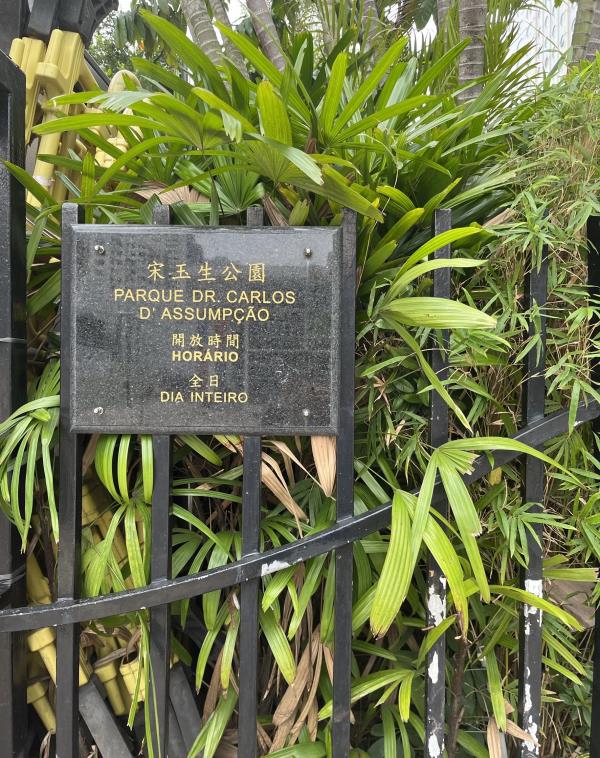 宋玉生公園
PARQUE DR. CARLOS
D' ASSUMPÇÃO
開放時間
HORÁRIO
全日
DIA INTEIRO